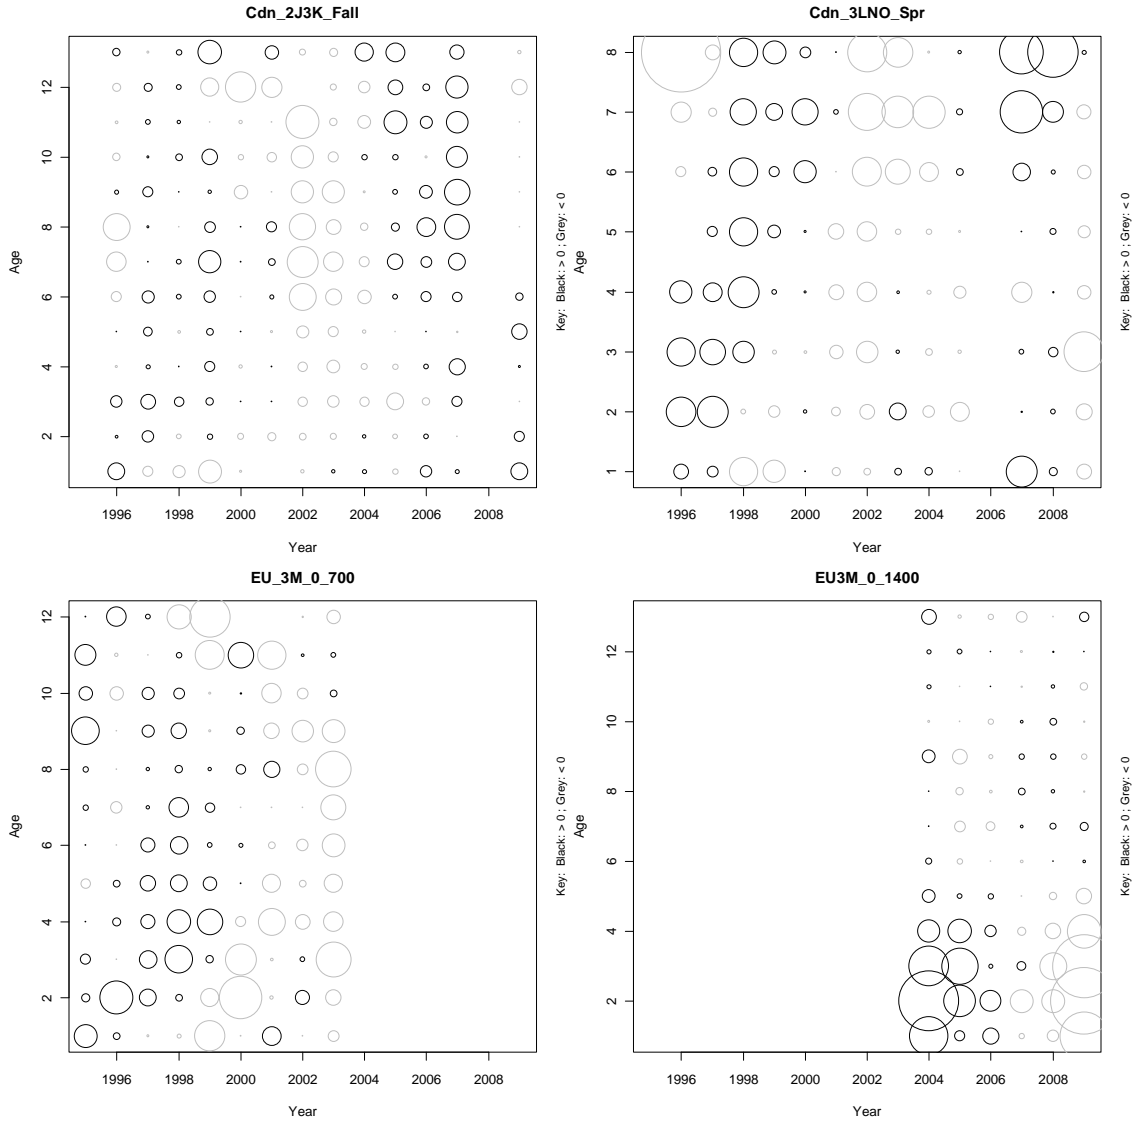 Cdn_2J3K_Fall
Age
12
10
8
6
4
2
1996 1998 2000 2002 2004 2006 2008
Year
Key: Black: > 0 ; Grey: < 0
Cdn_3LNO_Spr
Age
8
7
6
5
4
3
2
1
1996 1998 2000 2002 2004 2006 2008
Year
Key: Black: > 0 ; Grey: < 0
EU_3M_0_700
Age
12
10
8
6
4
2
1996 1998 2000 2002 2004 2006 2008
Year
Key: Black: > 0 ; Grey: < 0
EU3M_0_1400
Age
12
10
8
6
4
2
1996 1998 2000 2002 2004 2006 2008
Year
Key: Black: > 0 ; Grey: < 0